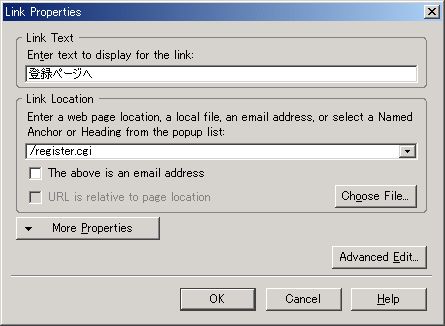 Link Properties
Link Text
Enter text to display for the link:
登録ページへ
Link Location
Enter a web page location, a local file, an email address, or select a Named
Anchor or Heading from the popup list:
/register.cgi
The above is an email address
URL is relative to page location
Choose File...
More Properties
Advanced Edit...
OK
Cancel
Help